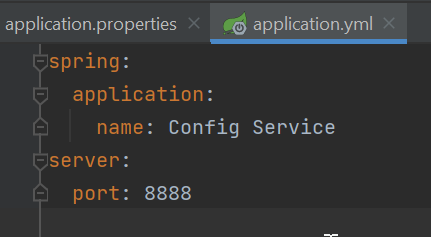 application.properties
application.yml
spring:
  application:
    name: Config Service
server:
  port: 8888